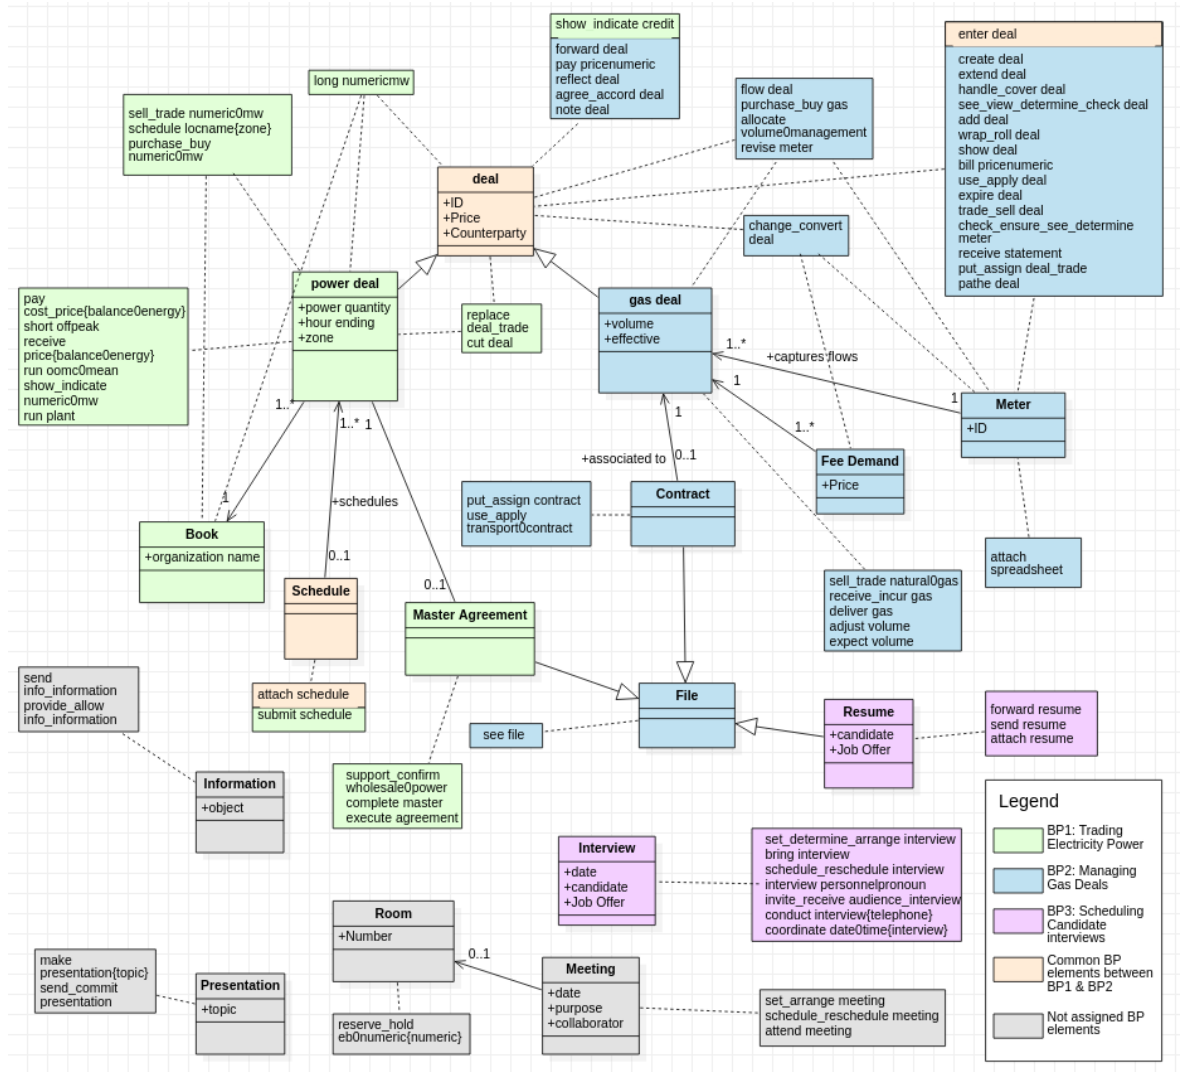 show_indicate credit
forward deal
pay pricenumeric
reflect deal
agree_accord deal
note deal
enter deal
create deal
extend deal
handle_cover deal
see_view_determine_check deal
add deal
wrap_roll deal
show deal
bill pricenumeric
use_apply deal
expire deal
trade_sell deal
check_ensure_see_determine
meter
receive statement
put_assign deal_trade
pathe deal
long numericmw
flow deal
purchase_buy gas
allocate
volume0management
revise meter
sell_trade numeric0mw
schedule locname{zone}
purchase_buy
numeric0mw
deal
+ID
+Price
+Counterparty
change_convert
deal
power deal
+power quantity
+hour ending
+zone
gas deal
+volume
+effective
pay
cost_price{balance0energy}
short offpeak
receive
price{balance0energy}
run oomc0mean
show_indicate
numeric0mw
run plant
replace
deal_trade
cut deal
1..*
+captures flows
1
1
Meter
+ID
1..*
1..*
1
1
1..*
+associated to
0..1
Fee Demand
+Price
1
+schedules
0..1
0..1
put_assign contract
use_apply
transport0contract
Contract
Book
+organization name
attach
spreadsheet
Schedule
Master Agreement
sell_trade natural0gas
receive_incur gas
deliver gas
adjust volume
expect volume
send
info_information
provide_allow
info_information
attach schedule
submit schedule
File
see file
Resume
+candidate
+Job Offer
forward resume
send resume
attach resume
Information
+object
support_confirm
wholesale0power
complete master
execute agreement
Legend
BP1: Trading
Electricity Power
BP2: Managing
Gas Deals
BP3: Scheduling
Candidate
interviews
Common BP
elements between
BP1 & BP2
Not assigned BP
elements
Interview
+date
+candidate
+Job Offer
set_determine_arrange interview
bring interview
schedule_reschedule interview
interview personnelpronoun
invite_receive audience_interview
conduct interview{telephone}
coordinate date0time{interview}
Room
+Number
0..1
Meeting
+date
+purpose
+collaborator
make
presentation{topic}
send_commit
presentation
Presentation
+topic
reserve_hold
eb0numeric{numeric}
set_arrange meeting
schedule_reschedule meeting
attend meeting